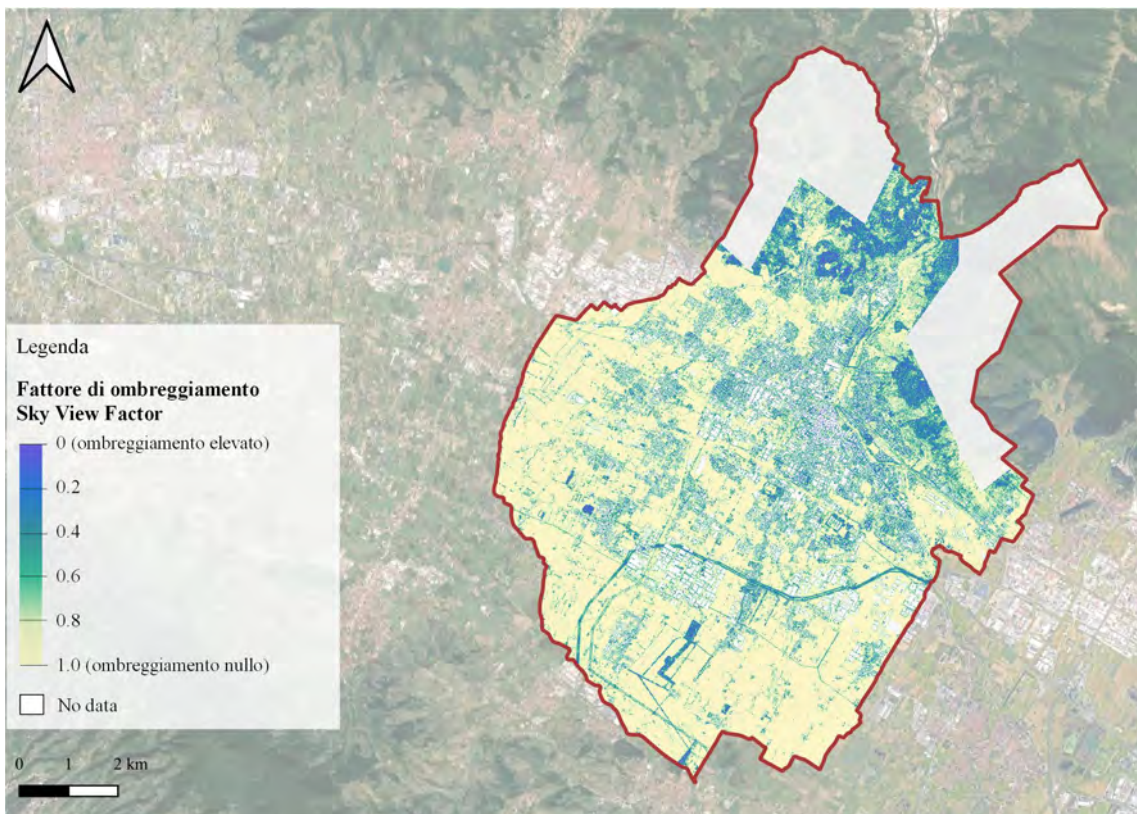 Legenda
Fattore di ombreggiamento
Sky View Factor
0 (ombreggiamento elevato)
0.2
0.4
0.6
0.8
1.0 (ombreggiamento nullo)
No data
0 1 2 km